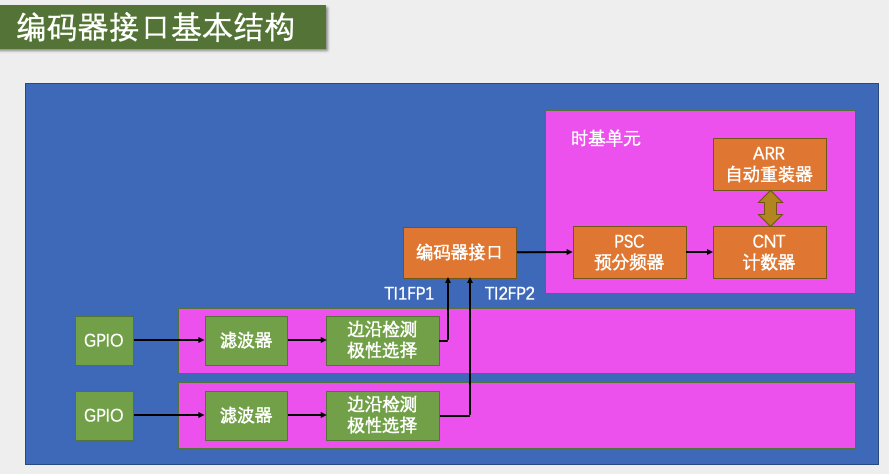 编码器接口基本结构
时基单元
ARR
自动重装器
编码器接口
PSC
预分频器
CNT
计数器
TI1FP1
TI2FP2
GPIO
滤波器
边沿检测
极性选择
GPIO
滤波器
边沿检测
极性选择